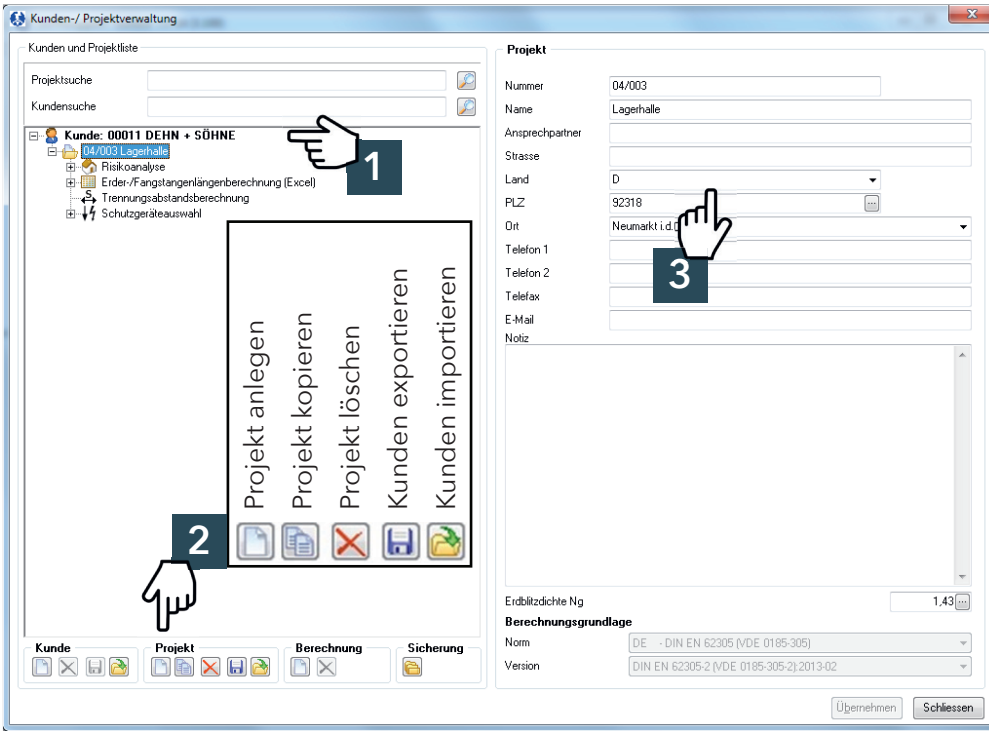 Kunden-/ Projektverwaltung
Kunden und Projektliste
Projektsuche
Kundensuche
Kunde: 00011 DEHN + SÖHNE
04/003 Lagerhalle
Risikoanalyse
Erder-/Fangstangenlängenberechnung (Excel)
S
Trennungsabstandsberechnung
Schutzgeräteauswahl
1
2
Projekt anlegen
Projekt kopieren
Projekt löschen
Kunden exportieren
Kunden importieren
Kunde
Projekt
Berechnung
Sicherung
Projekt
Nummer 04/003
Name Lagerhalle
Ansprechpartner
Strasse
Land D
PLZ 92318 ...
Ort Neumarkt i.d.
3
Telefon 1
Telefon 2
Telefax
E-Mail
Notiz
Erdblitzdichte Ng 1,43 ...
Berechnungsgrundlage
Norm DE - DIN EN 62305 (VDE 0185-305)
Version DIN EN 62305-2 (VDE 0185-305-2):2013-02
Übernehmen
Schliessen